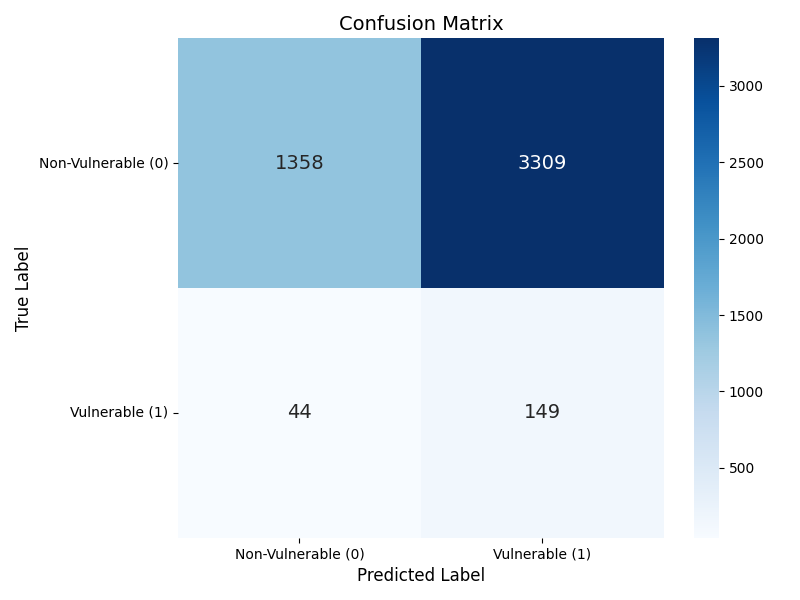 Confusion Matrix
True Label
Non-Vulnerable (0)
1358
3309
Vulnerable (1)
44
149
Non-Vulnerable (0)
Vulnerable (1)
Predicted Label
3000
2500
2000
1500
1000
500